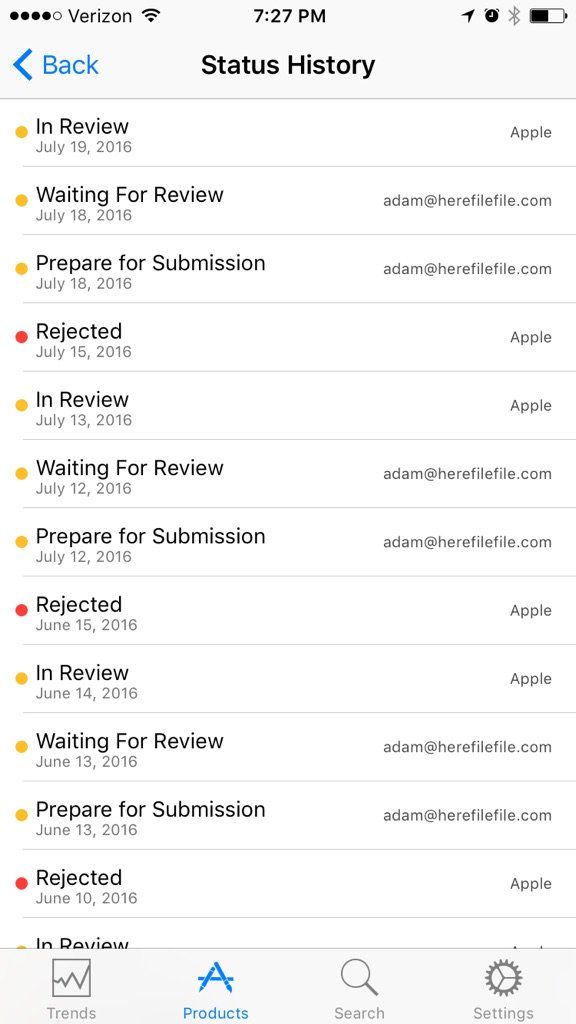 Verizon 7:27 PM
Back Status History
In Review
Apple
July 19, 2016
Waiting For Review
adam@herefilefile.com
July 18, 2016
Prepare for Submission
adam@herefilefile.com
July 18, 2016
Rejected
Apple
July 15, 2016
In Review
Apple
July 13, 2016
Waiting For Review
adam@herefilefile.com
July 12, 2016
Prepare for Submission
adam@herefilefile.com
July 12, 2016
Rejected
Apple
June 15, 2016
In Review
Apple
June 14, 2016
Waiting For Review
adam@herefilefile.com
June 13, 2016
Prepare for Submission
adam@herefilefile.com
June 13, 2016
Rejected
Apple
June 10, 2016
In Review
Trends Products Search Settings